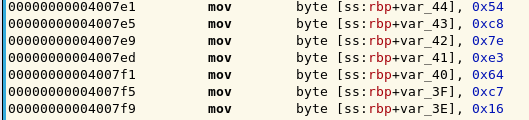 00000000004007e1 mov byte [ss:rbp+var_44], 0x54
00000000004007e5 mov byte [ss:rbp+var_43], 0xc8
00000000004007e9 mov byte [ss:rbp+var_42], 0x7e
00000000004007ed mov byte [ss:rbp+var_41], 0xe3
00000000004007f1 mov byte [ss:rbp+var_40], 0x64
00000000004007f5 mov byte [ss:rbp+var_3F], 0xc7
00000000004007f9 mov byte [ss:rbp+var_3E], 0x16